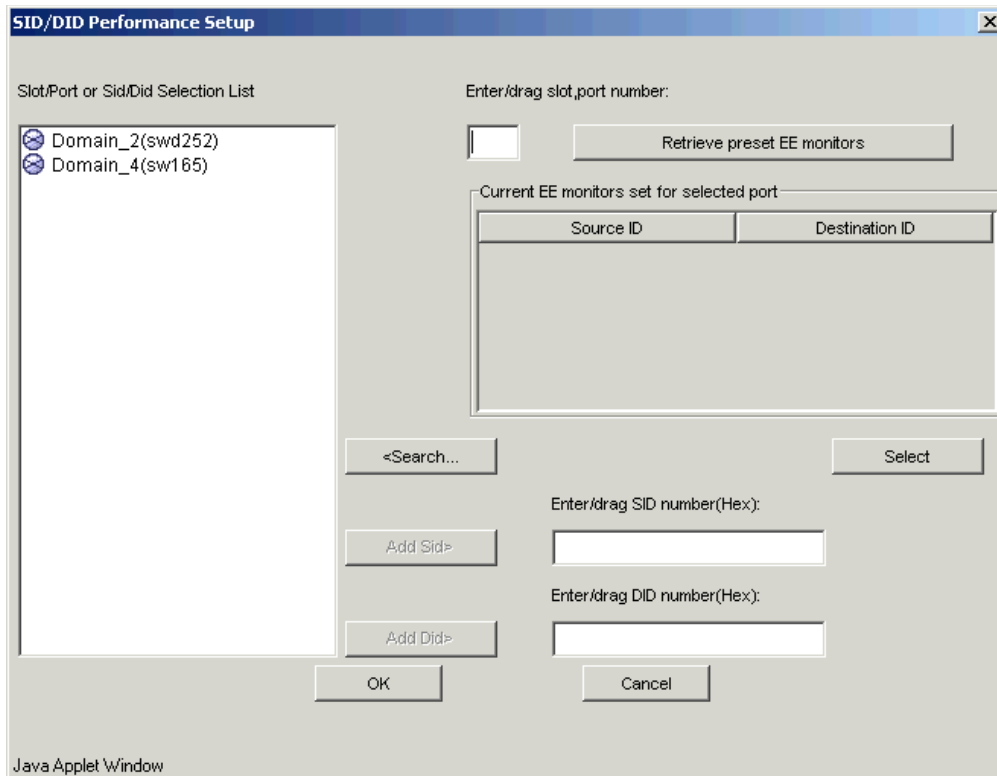 SID/DID Performance Setup
Slot/Port or Sid/Did Selection List
Enter/drag slot,port number:
Domain_2(swd252)
Domain_4(sw165)
Retrieve preset EE monitors
Current EE monitors set for selected port
Source ID
Destination ID
<Search...
Select
Enter/drag SID number(Hex):
Add Sid>
Enter/drag DID number(Hex):
Add Did>
OK
Cancel
Java Applet Window